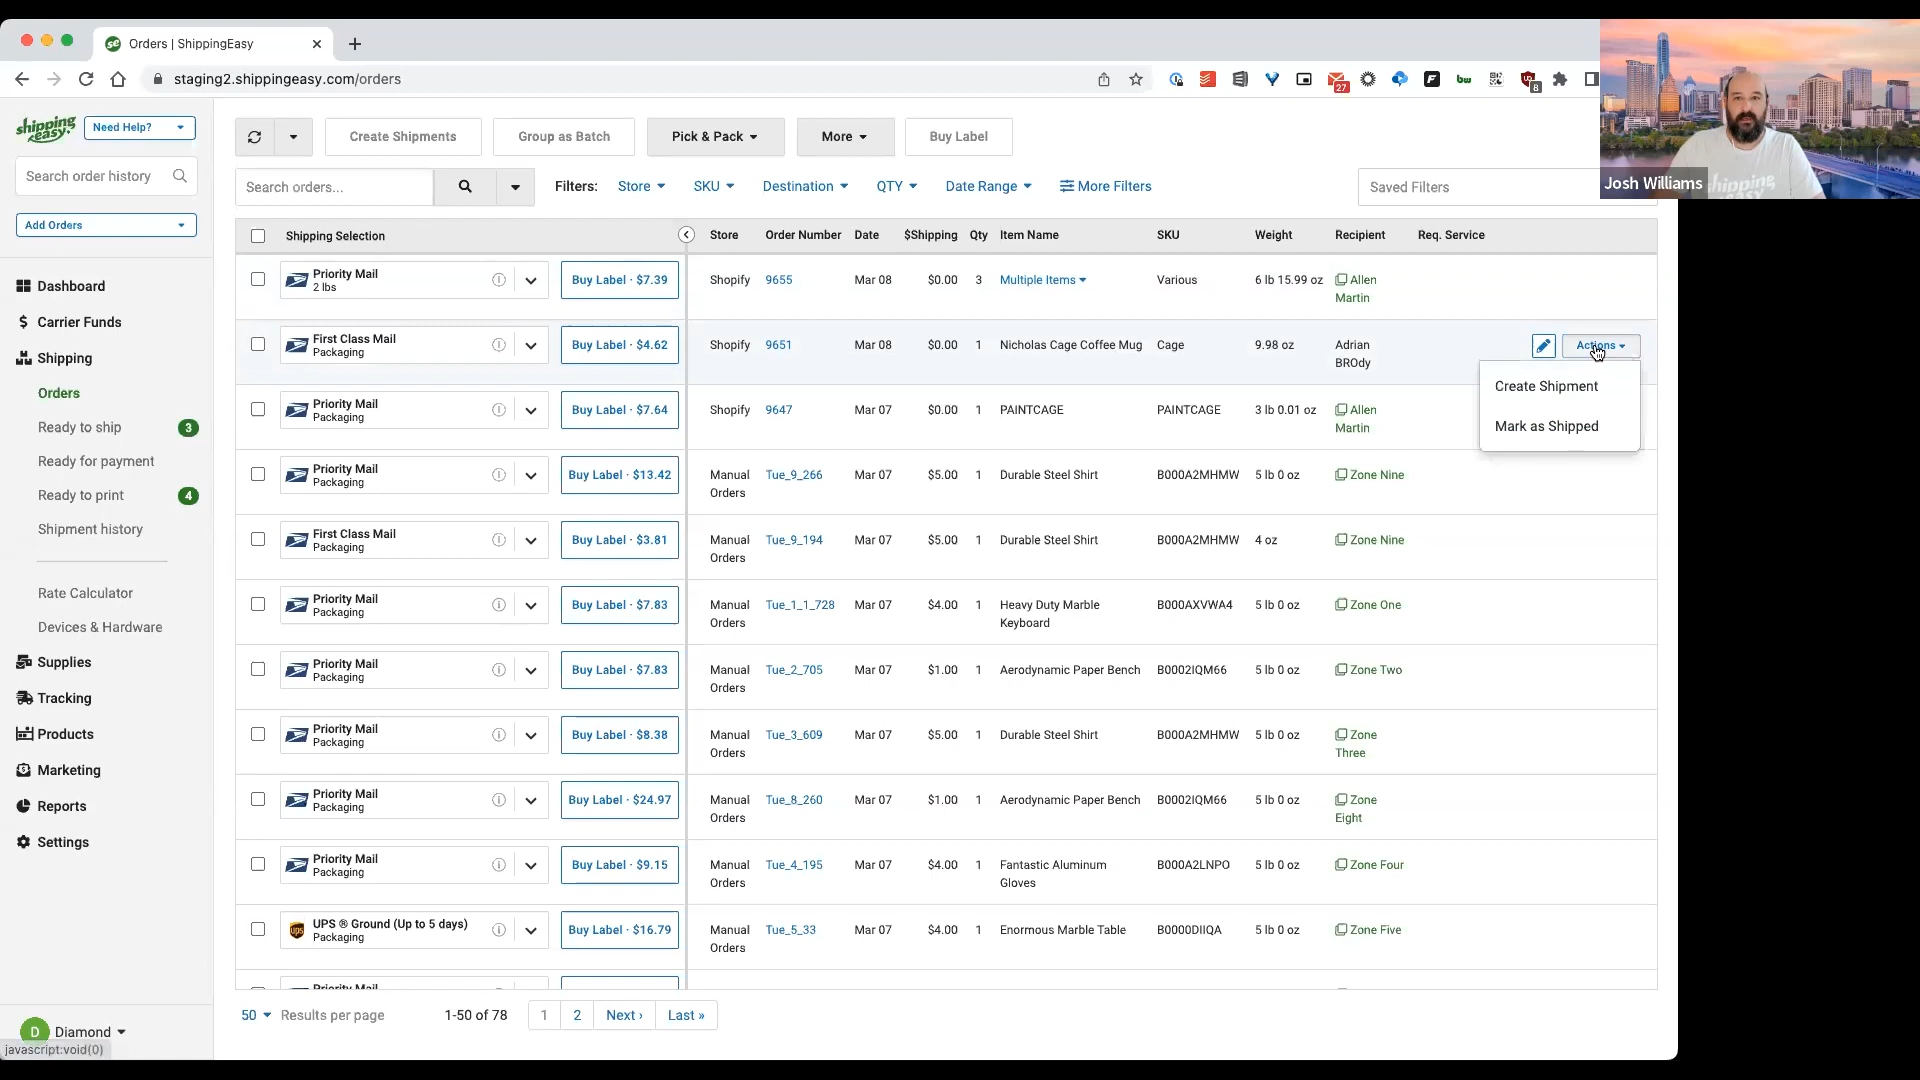 Orders | ShippingEasy
staging2.shippingeasy.com/orders
27
8
Josh Williams
shipping
shipping easy
Need Help?
Search order history
Add Orders
Dashboard
Carrier Funds
Shipping
Orders
Ready to ship 3
Ready for payment
Ready to print 4
Shipment history
Rate Calculator
Devices & Hardware
Supplies
Tracking
Products
Marketing
Reports
Settings
D Diamond
javascript:void(0)
Create Shipments Group as Batch Pick & Pack More Buy Label
Search orders... Filters: Store SKU Destination QTY Date Range More Filters Saved Filters
Shipping Selection Store Order Number Date $Shipping Qty Item Name SKU Weight Recipient Req. Service
Priority Mail
2 lbs
Buy Label · $7.39 Shopify 9655 Mar 08 $0.00 3 Multiple Items Various 6 lb 15.99 oz Allen
Martin
First Class Mail
Packaging
Buy Label · $4.62 Shopify 9651 Mar 08 $0.00 1 Nicholas Cage Coffee Mug Cage 9.98 oz Adrian
BROdy
Actions
Create Shipment
Mark as Shipped
Priority Mail
Packaging
Buy Label · $7.64 Shopify 9647 Mar 07 $0.00 1 PAINTCAGE PAINTCAGE 3 lb 0.01 oz Allen
Martin
Priority Mail
Packaging
Buy Label · $13.42 Manual Tue_9_266 Mar 07 $5.00 1 Durable Steel Shirt B000A2MHMW 5 lb 0 oz Zone Nine
Orders
First Class Mail
Packaging
Buy Label · $3.81 Manual Tue_9_194 Mar 07 $5.00 1 Durable Steel Shirt B000A2MHMW 4 oz Zone Nine
Orders
Priority Mail
Packaging
Buy Label · $7.83 Manual Tue_1_1_728 Mar 07 $4.00 1 Heavy Duty Marble B000AXVWA4 5 lb 0 oz Zone One
Orders Keyboard
Priority Mail
Packaging
Buy Label · $7.83 Manual Tue_2_705 Mar 07 $1.00 1 Aerodynamic Paper Bench B0002IQM66 5 lb 0 oz Zone Two
Orders
Priority Mail
Packaging
Buy Label · $8.38 Manual Tue_3_609 Mar 07 $5.00 1 Durable Steel Shirt B000A2MHMW 5 lb 0 oz Zone
Orders Three
Priority Mail
Packaging
Buy Label · $24.97 Manual Tue_8_260 Mar 07 $1.00 1 Aerodynamic Paper Bench B0002IQM66 5 lb 0 oz Zone
Orders Eight
Priority Mail
Packaging
Buy Label · $9.15 Manual Tue_4_195 Mar 07 $4.00 1 Fantastic Aluminum B000A2LNPO 5 lb 0 oz Zone Four
Orders Gloves
ups
UPS ® Ground (Up to 5 days)
Packaging
Buy Label · $16.79 Manual Tue_5_33 Mar 07 $4.00 1 Enormous Marble Table B0000DIIQA 5 lb 0 oz Zone Five
Orders
Priority Mail
50 Results per page 1-50 of 78 1 2 Next › Last »